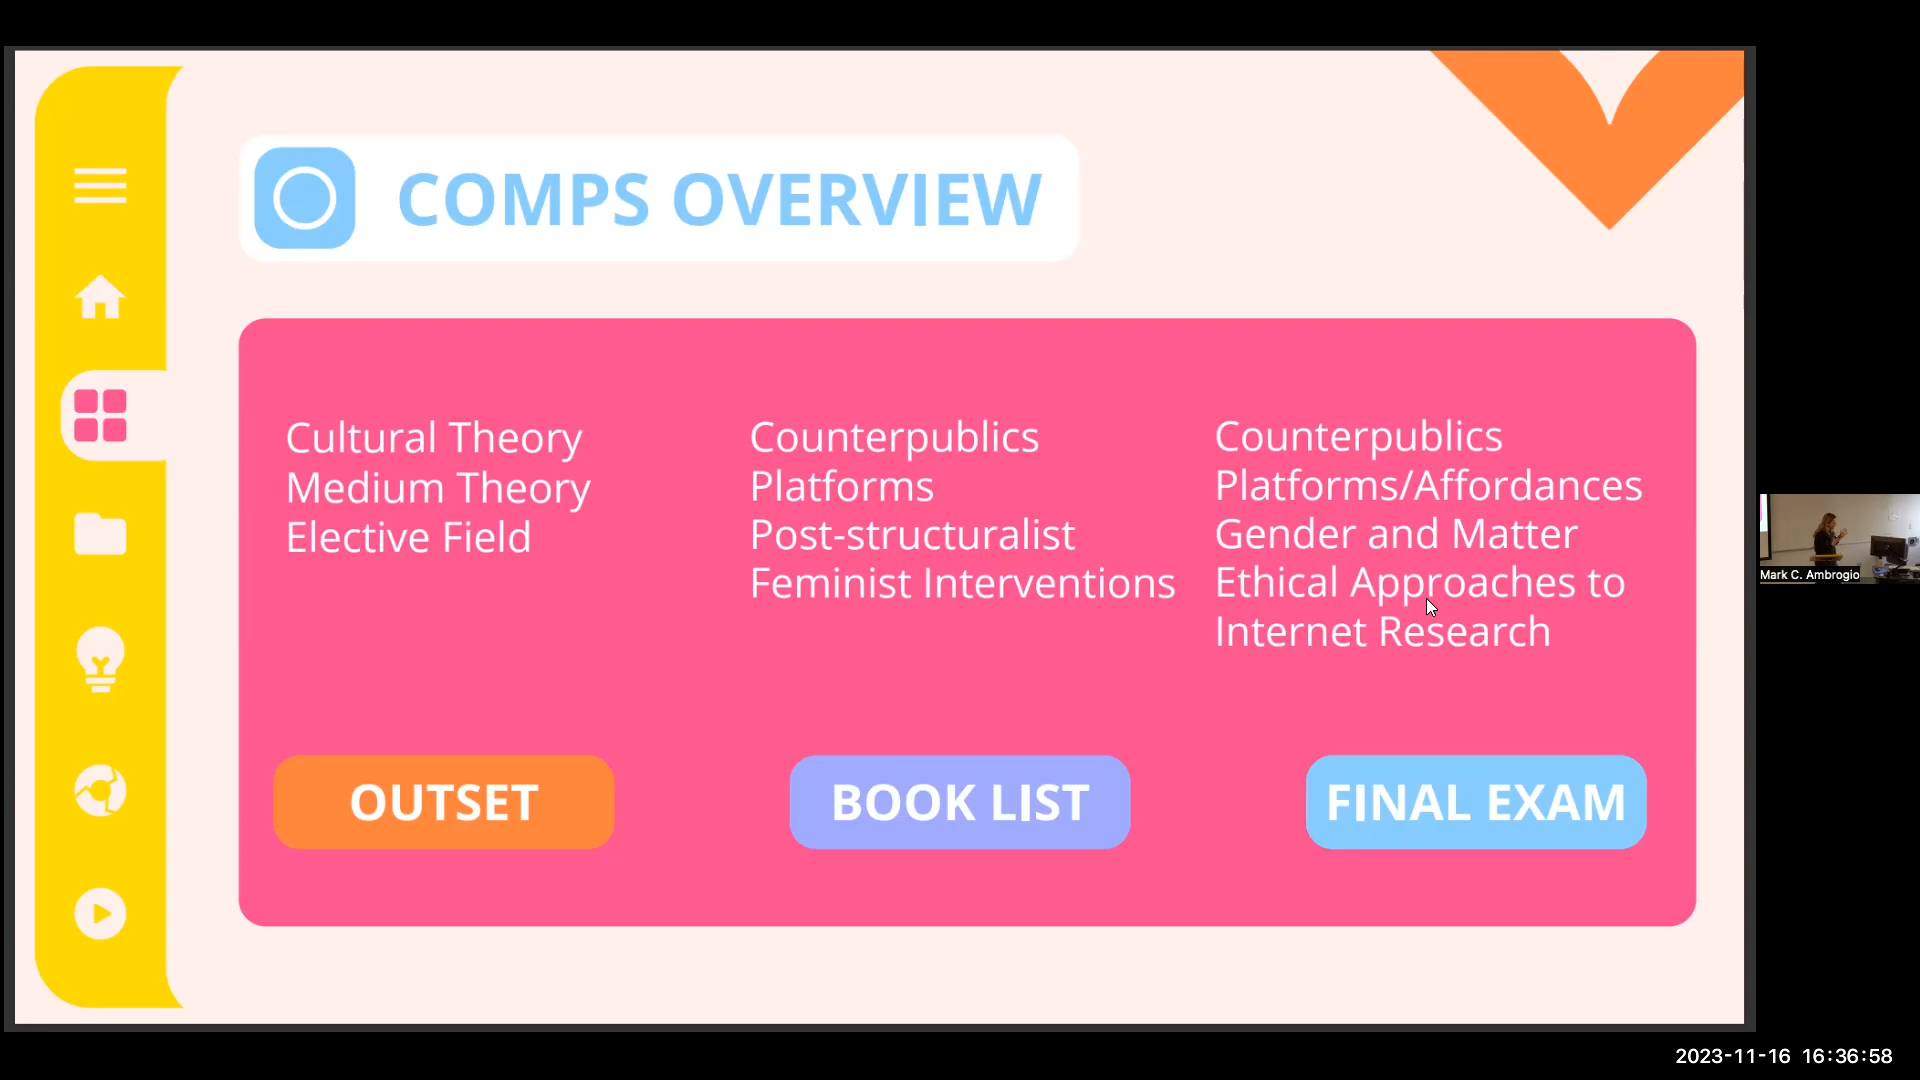 COMPS OVERVIEW
Cultural Theory
Medium Theory
Elective Field
Counterpublics
Platforms
Post-structuralist
Feminist Interventions
Counterpublics
Platforms/Affordances
Gender and Matter
Ethical Approaches to
Internet Research
OUTSET
BOOK LIST
FINAL EXAM
Mark C. Ambrogio
2023-11-16 16:36:58